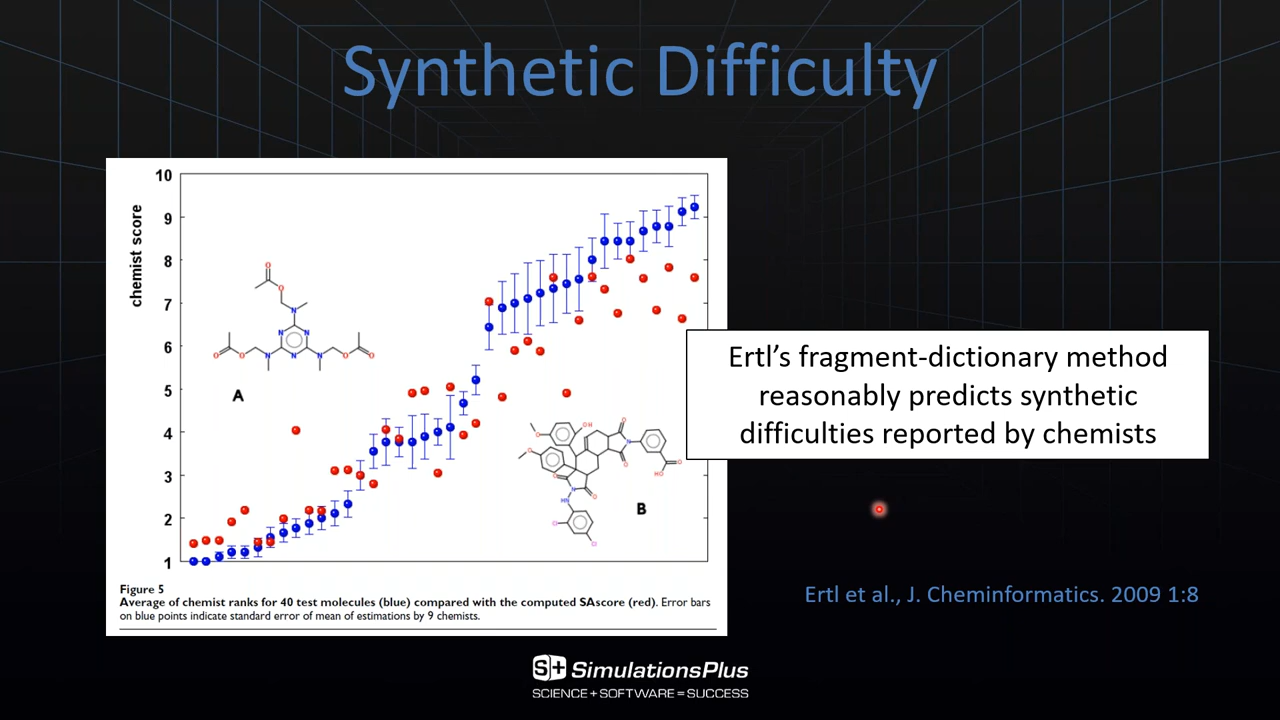 Synthetic Difficulty
10
9
8
7
6
5
4
3
2
1
chemist score
A
B
Ertl's fragment-dictionary method
reasonably predicts synthetic
difficulties reported by chemists
Figure 5
Average of chemist ranks for 40 test molecules (blue) compared with the computed SAscore (red). Error bars
on blue points indicate standard error of mean of estimations by 9 chemists.
Ertl et al., J. Cheminformatics. 2009 1:8
S+ SimulationsPlus
SCIENCE + SOFTWARE = SUCCESS